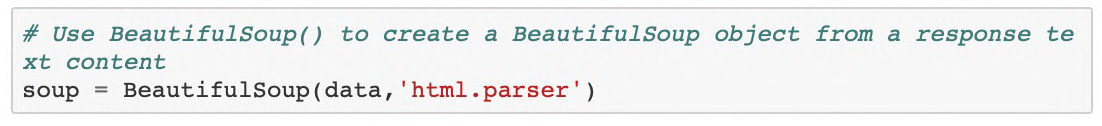 # Use BeautifulSoup() to create a BeautifulSoup object from a response te
xt content
soup = BeautifulSoup(data,'html.parser')